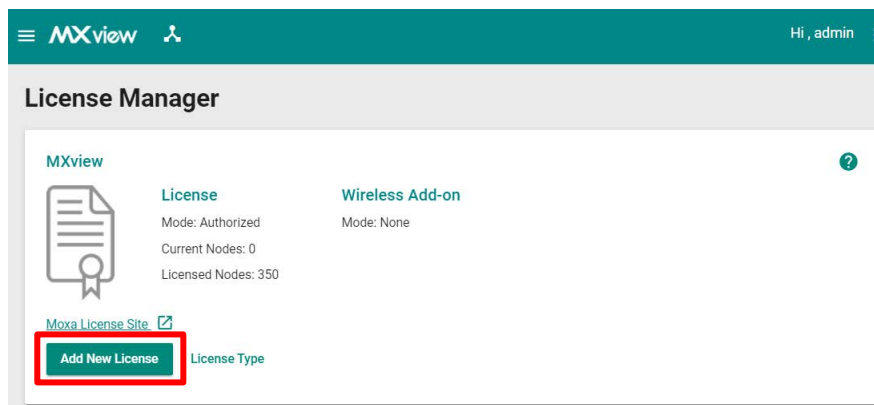 MXview
Hi , admin
License Manager
MXview
License
Wireless Add-on
Mode: Authorized
Mode: None
Current Nodes: 0
Licensed Nodes: 350
Moxa License Site
Add New License
License Type